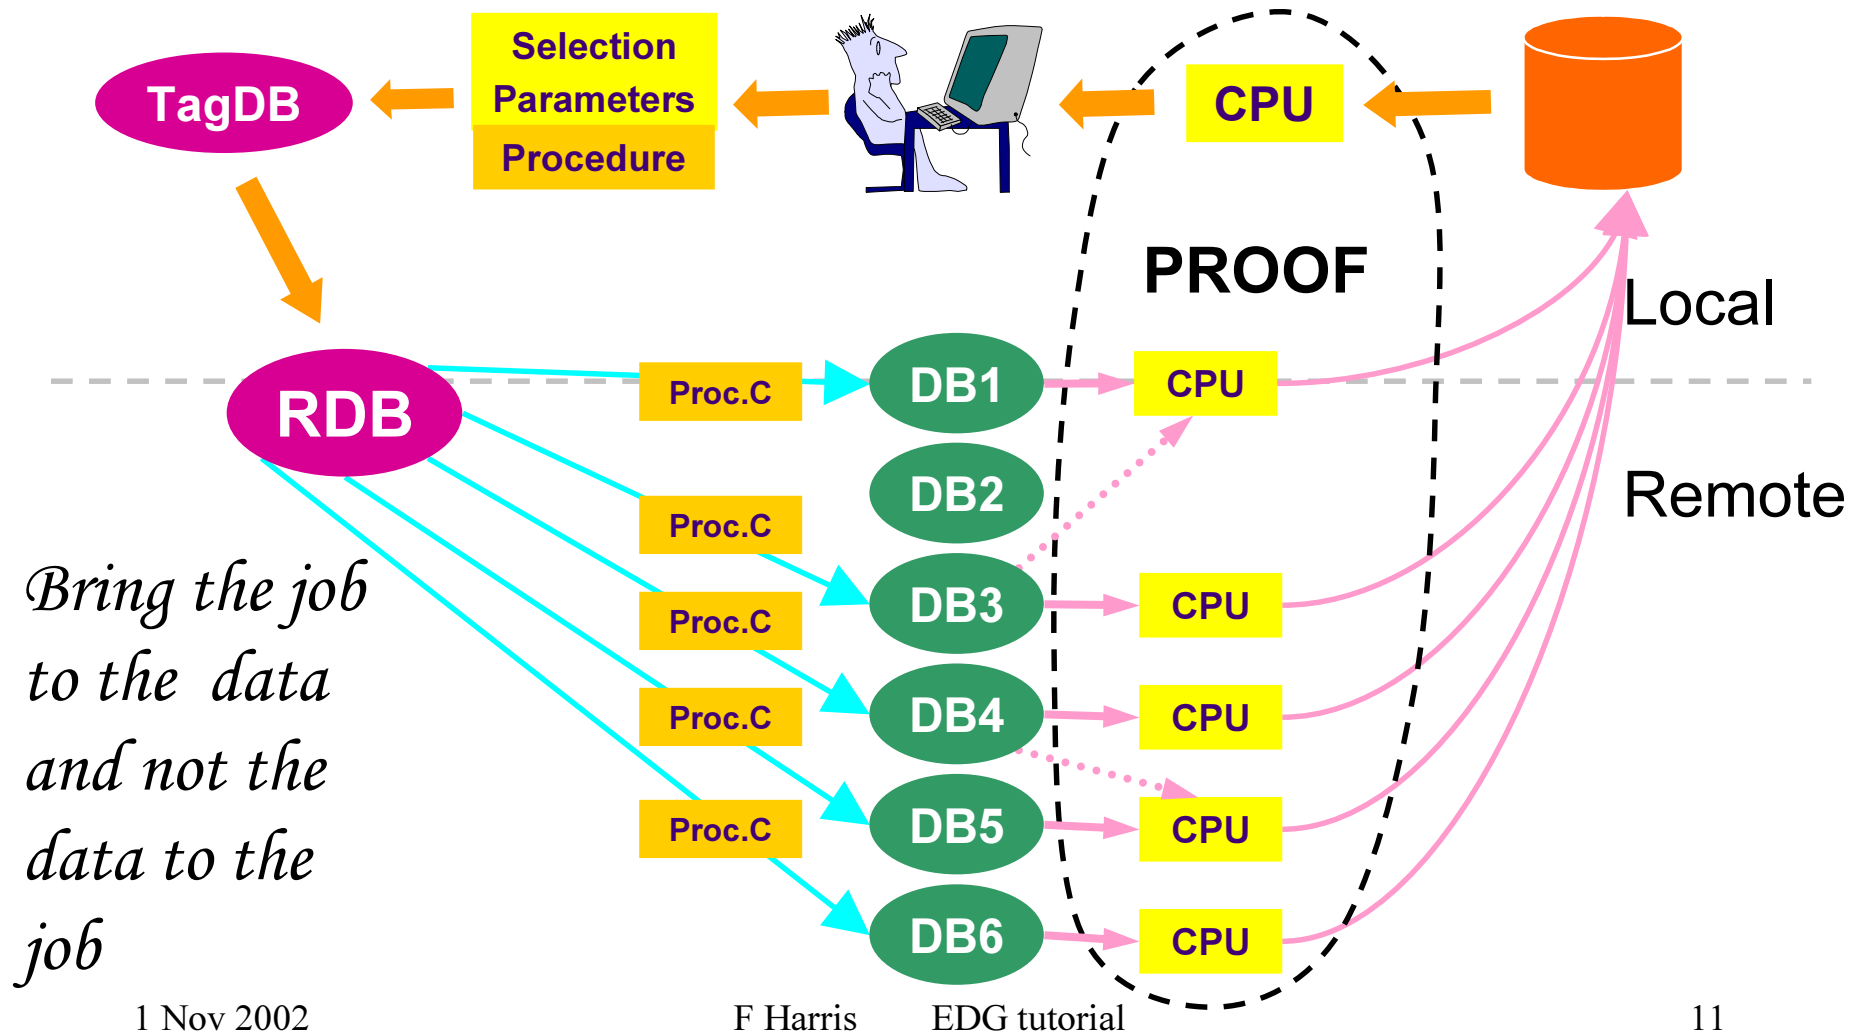 Selection
Parameters
Procedure
TagDB
CPU
PROOF
Local
RDB
Proc.C
DB1
CPU
DB2
Remote
Proc.C
DB3
CPU
Proc.C
DB4
CPU
Proc.C
DB5
CPU
Proc.C
DB6
CPU
Bring the job
to the data
and not the
data to the
job
1 Nov 2002
F Harris EDG tutorial
11